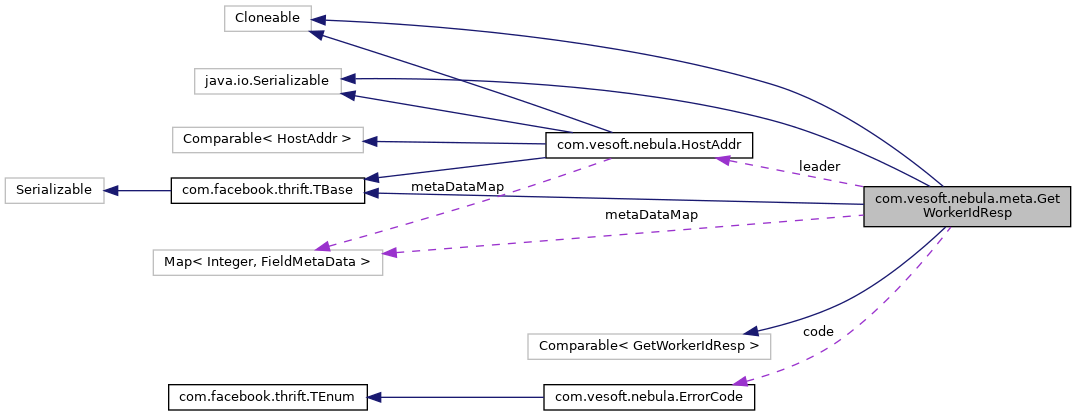 Cloneable
java.io.Serializable
Comparable< HostAddr >
com.vesoft.nebula.HostAddr
leader
Serializable
com.facebook.thrift.TBase
metaDataMap
com.vesoft.nebula.meta.Get
WorkerIdResp
metaDataMap
Map< Integer, FieldMetaData >
code
Comparable< GetWorkerIdResp >
com.facebook.thrift.TEnum
com.vesoft.nebula.ErrorCode